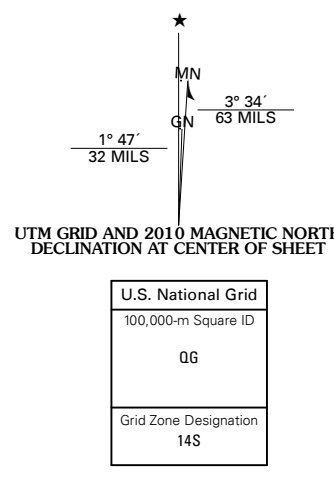 ★
MN
3° 34´
63 MILS
GN
1° 47´
32 MILS
UTM GRID AND 2010 MAGNETIC NORTH
DECLINATION AT CENTER OF SHEET
U.S. National Grid
100,000-m Square ID
QG
Grid Zone Designation
14S